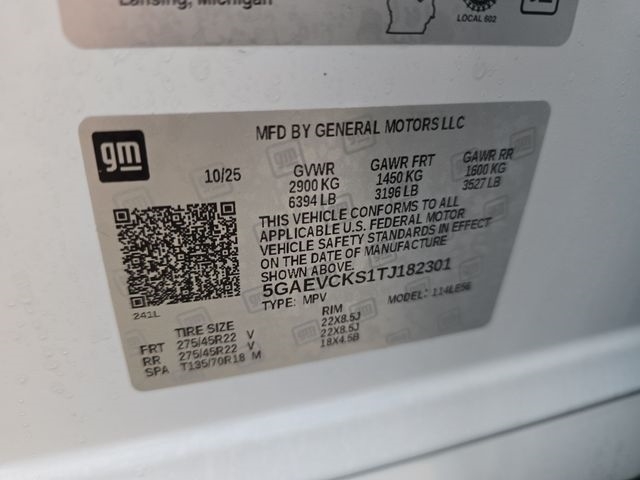 Lansing, Michigan
LOCAL 602
gm
MFD BY GENERAL MOTORS LLC
10/25
GVWR
2900 KG
6394 LB
GAWR FRT
1450 KG
3196 LB
GAWR RR
1600 KG
3527 LB
THIS VEHICLE CONFORMS TO ALL
APPLICABLE U.S. FEDERAL MOTOR
VEHICLE SAFETY STANDARDS IN EFFECT
ON THE DATE OF MANUFACTURE
SHOWN ABOVE.
5GAEVCKS1TJ182301
TYPE: MPV
MODEL: 114LE56
241L
TIRE SIZE
RIM
FRT 275/45R22 V 22X8.5J
RR 275/45R22 V 22X8.5J
SPA T135/70R18 M 18X4.5B